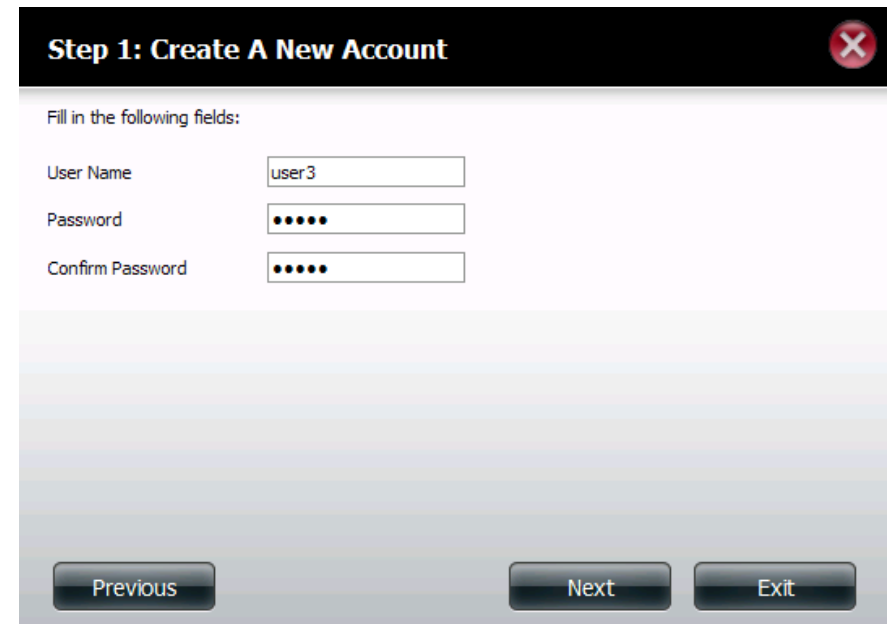 Step 1: Create A New Account
Fill in the following fields:
User Name user3
Password •••••
Confirm Password •••••
Previous Next Exit